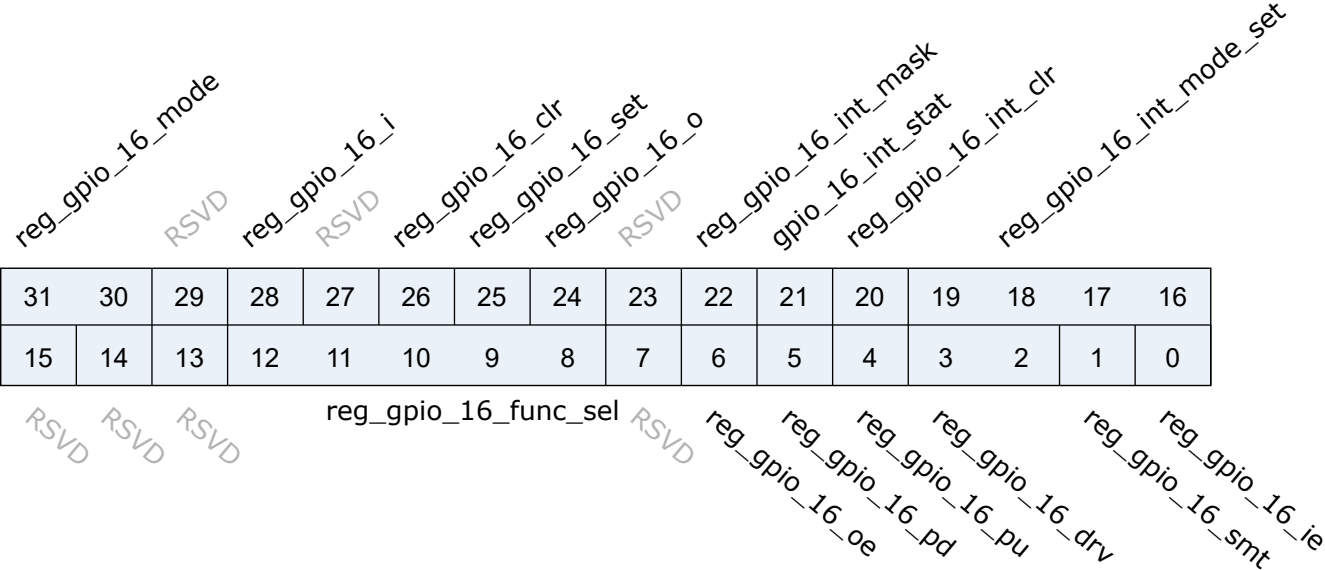 reg_gpio_16_mode
RSVD
reg_gpio_16_i
RSVD
reg_gpio_16_clr
reg_gpio_16_set
reg_gpio_16_o
RSVD
reg_gpio_16_int_mask
gpio_16_int_stat
reg_gpio_16_int_clr
reg_gpio_16_int_mode_set
31 30 29 28 27 26 25 24 23 22 21 20 19 18 17 16
15 14 13 12 11 10 9 8 7 6 5 4 3 2 1 0
RSVD
RSVD
RSVD
reg_gpio_16_func_sel
RSVD
reg_gpio_16_oe
reg_gpio_16_pd
reg_gpio_16_pu
reg_gpio_16_drv
reg_gpio_16_smt
reg_gpio_16_ie